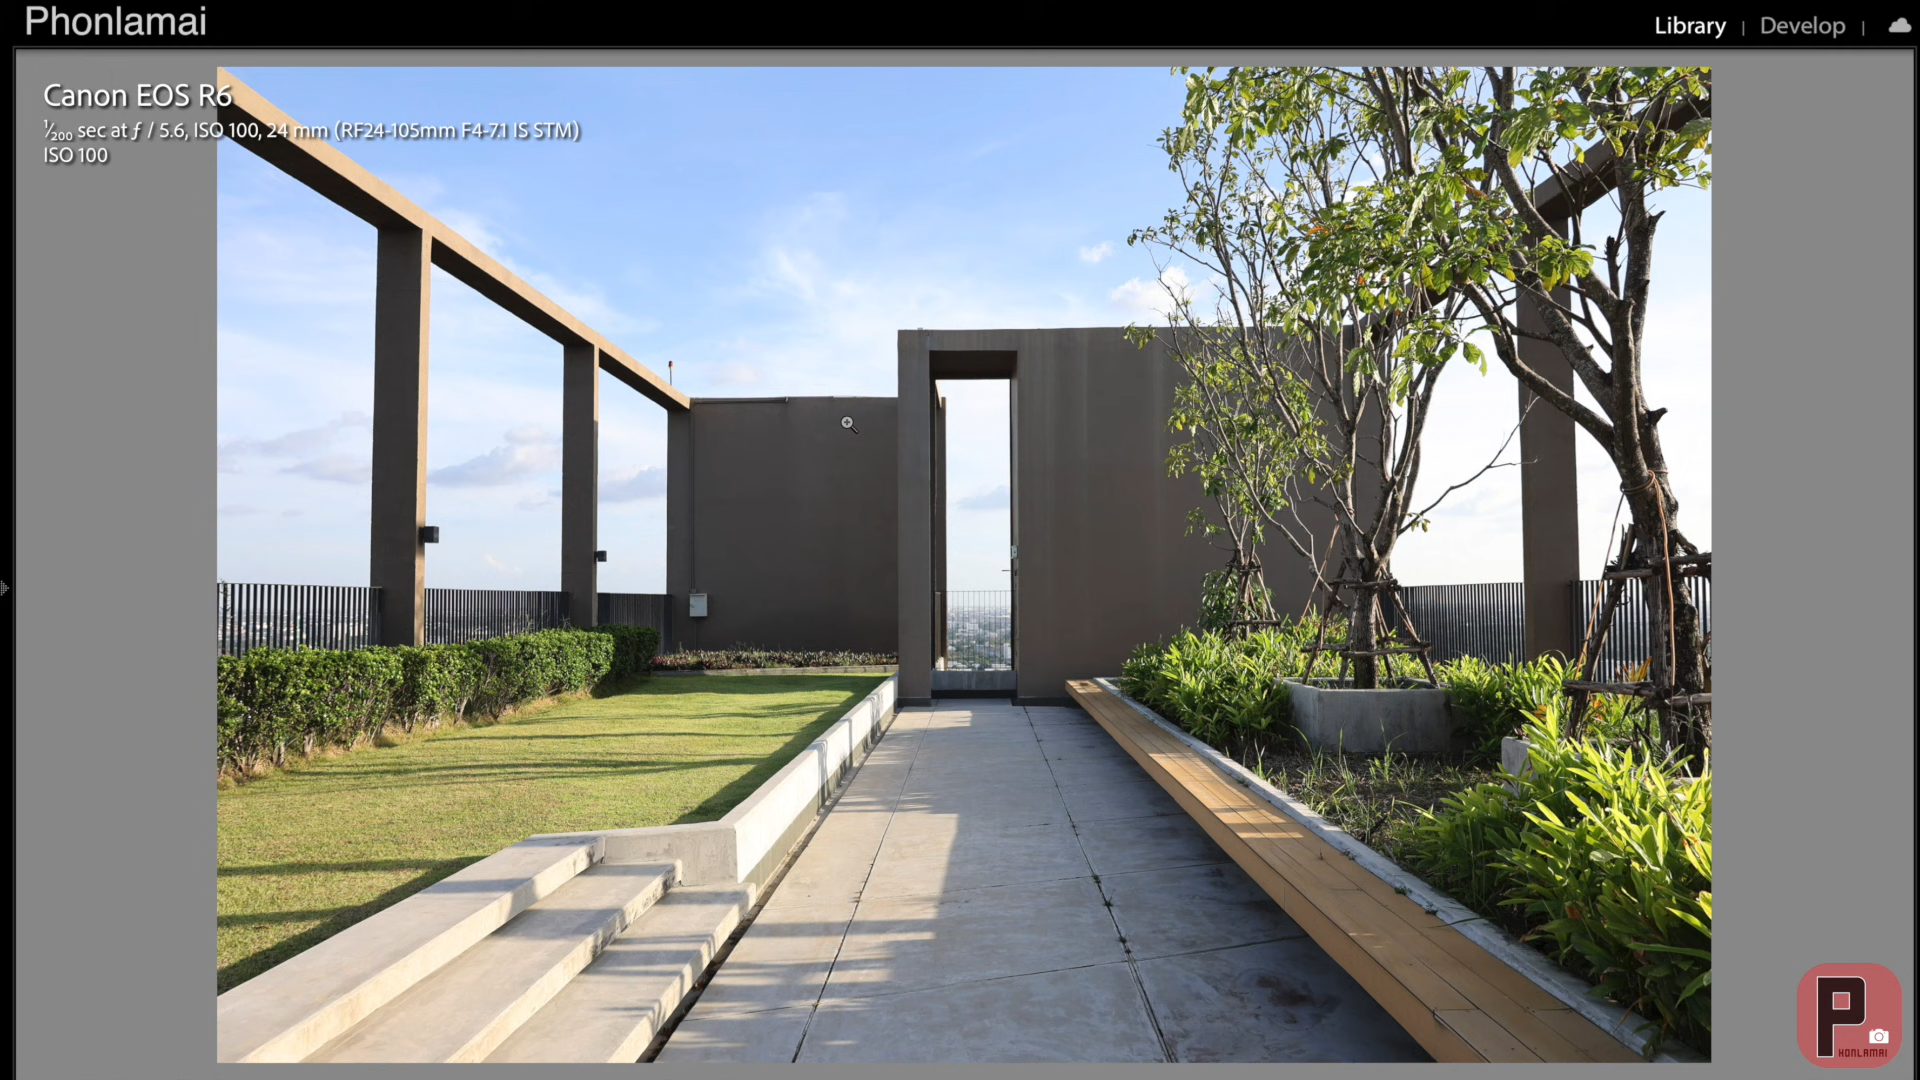 Phonlamai
Library | Develop |
Canon EOS R6
1/200 sec at ƒ / 5.6, ISO 100, 24 mm (RF24-105mm F4-7.1 IS STM)
ISO 100
P
HONLAMAI